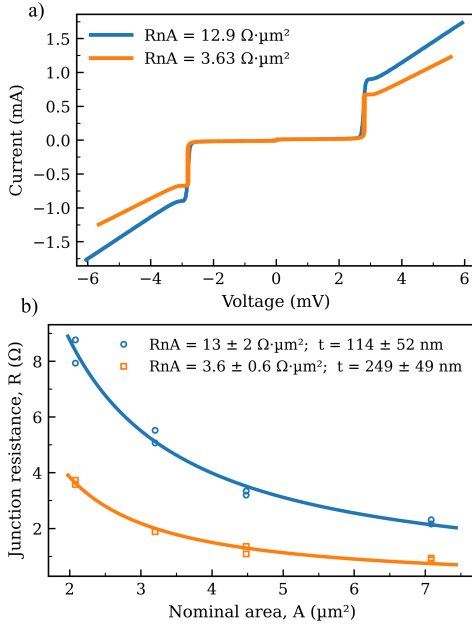 a)
RnA = 12.9 Ω·µm²
RnA = 3.63 Ω·µm²
1.5
1.0
0.5
0.0
−0.5
−1.0
−1.5
Current (mA)
−6
−4
−2
0
2
4
6
Voltage (mV)
b)
RnA = 13 ± 2 Ω·µm²; t = 114 ± 52 nm
RnA = 3.6 ± 0.6 Ω·µm²; t = 249 ± 49 nm
8
6
4
2
Junction resistance, R (Ω)
2
3
4
5
6
7
Nominal area, A (µm²)